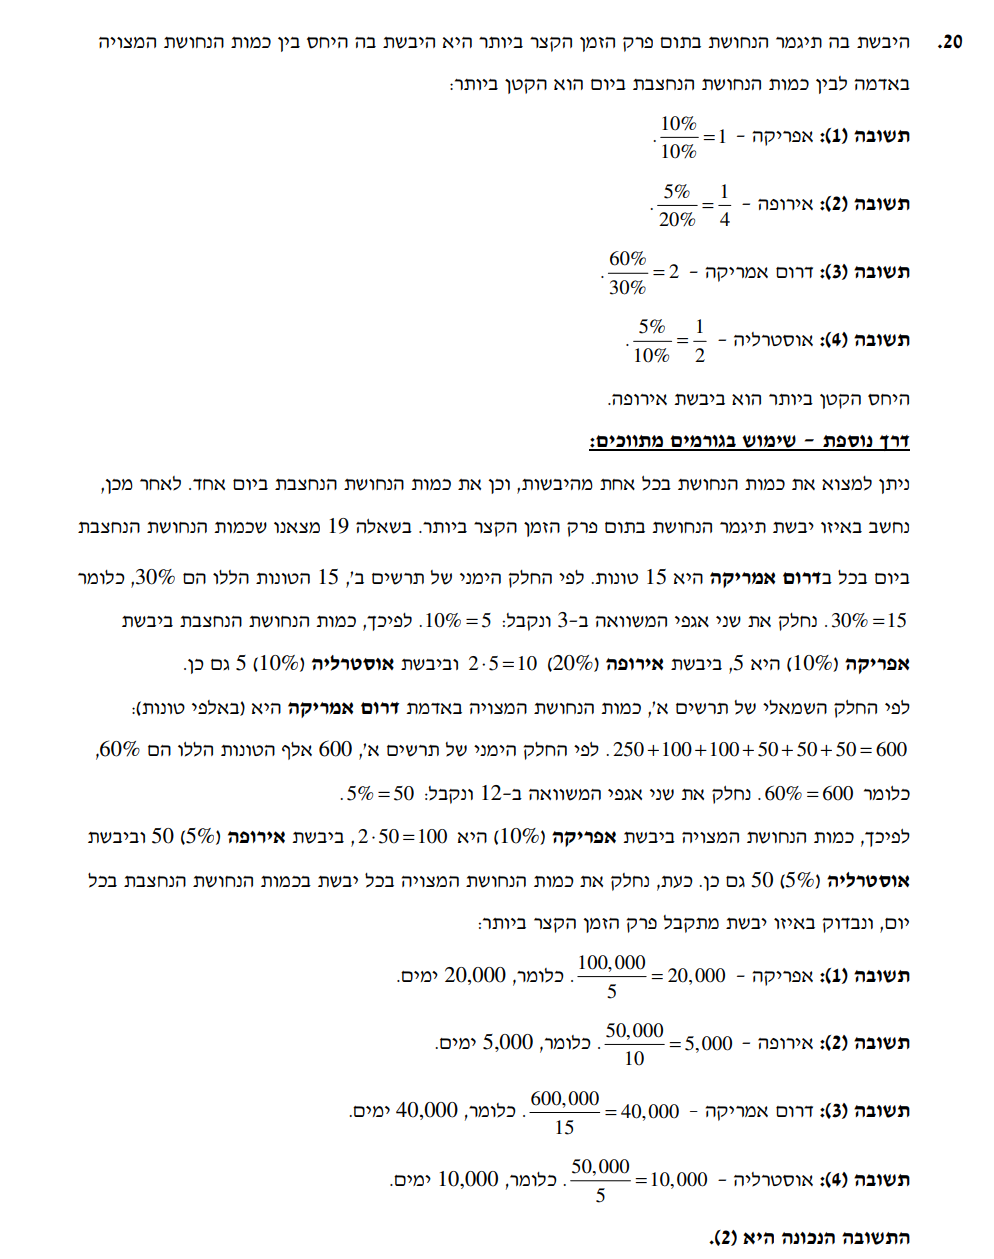 20. היבשת בה תיגמר הנחושת בתום פרק הזמן הקצר ביותר היא היבשת בה היחס בין כמות הנחושת המצויה
באדמה לבין כמות הנחושת הנחצבת ביום הוא הקטן ביותר:
תשובה (1): אפריקה – 10%/10% = 1.
תשובה (2): אירופה – 5%/20% = 1/4.
תשובה (3): דרום אמריקה – 60%/30% = 2.
תשובה (4): אוסטרליה – 5%/10% = 1/2.
היחס הקטן ביותר הוא ביבשת אירופה.
דרך נוספת – שימוש בגורמים מתווכים:
ניתן למצוא את כמות הנחושת בכל אחת מהיבשות, וכן את כמות הנחושת הנחצבת ביום אחד. לאחר מכן,
נחשב באיזו יבשת תיגמר הנחושת בתום פרק הזמן הקצר ביותר. בשאלה 19 מצאנו שכמות הנחושת הנחצבת
ביום בכל בדרום אמריקה היא 15 טונות. לפי החלק הימני של תרשים ב', 15 הטונות הללו הם 30%, כלומר
30% = 15. נחלק את שני אגפי המשוואה ב-3 ונקבל: 10% = 5. לפיכך, כמות הנחושת הנחצבת ביבשת
אפריקה (10%) היא 5, ביבשת אירופה (20%) 2·5=10 וביבשת אוסטרליה (10%) 5 גם כן.
לפי החלק השמאלי של תרשים א', כמות הנחושת המצויה באדמת דרום אמריקה היא (באלפי טונות):
250+100+100+50+50+50=600. לפי החלק הימני של תרשים א', 600 אלף הטונות הללו הם 60%,
כלומר 60% = 600. נחלק את שני אגפי המשוואה ב-12 ונקבל: 5% = 50.
לפיכך, כמות הנחושת המצויה ביבשת אפריקה (10%) היא 2·50=100, ביבשת אירופה (5%) 50 וביבשת
אוסטרליה (5%) 50 גם כן. כעת, נחלק את כמות הנחושת המצויה בכל יבשת בכמות הנחושת הנחצבת בכל
יום, ונבדוק באיזו יבשת מתקבל פרק הזמן הקצר ביותר:
תשובה (1): אפריקה – 100,000/5 = 20,000. כלומר, 20,000 ימים.
תשובה (2): אירופה – 50,000/10 = 5,000. כלומר, 5,000 ימים.
תשובה (3): דרום אמריקה – 600,000/15 = 40,000. כלומר, 40,000 ימים.
תשובה (4): אוסטרליה – 50,000/5 = 10,000. כלומר, 10,000 ימים.
התשובה הנכונה היא (2).